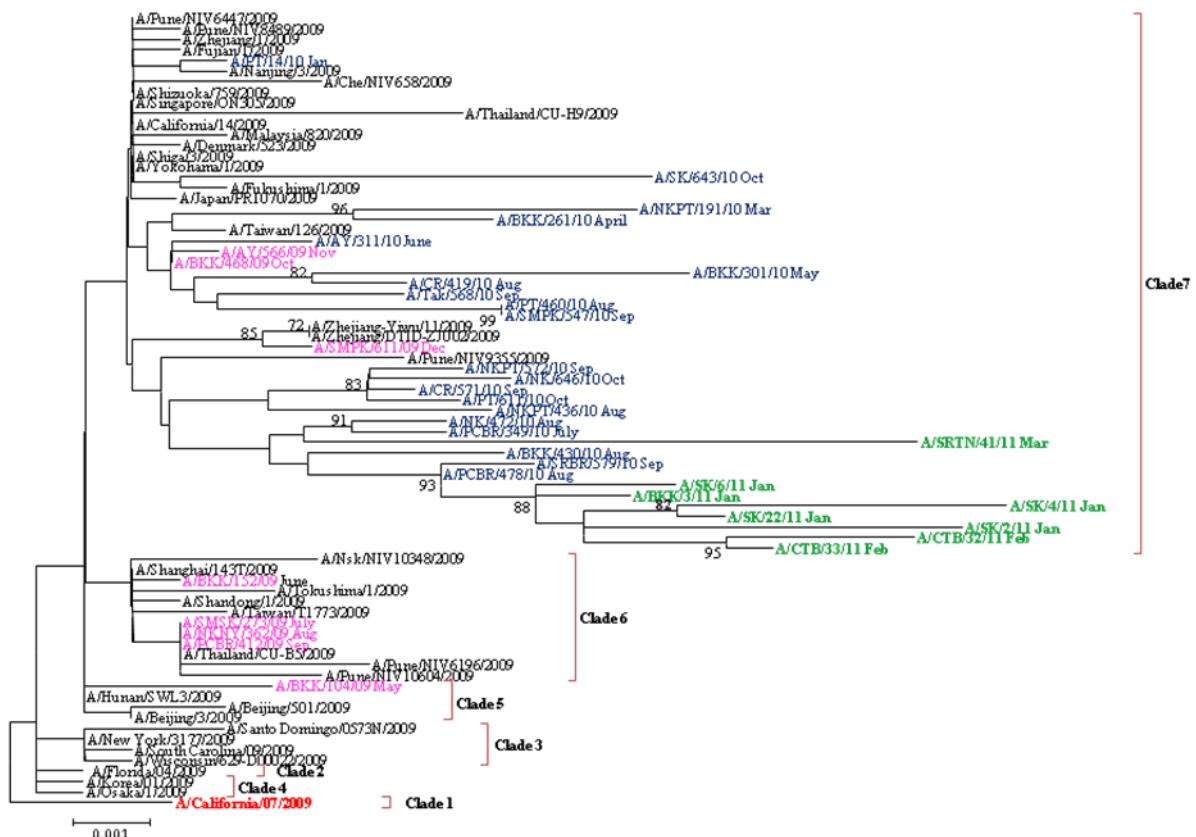 A/Pune/NIV6447/2009
A/Pune/NIV8489/2009
A/Zhejiang/1/2009
A/Fujian/1/2009
A/PT/14/10 Jan
A/Nanjing/3/2009
A/Che/NIV658/2009
A/Shizuoka/759/2009
A/Singapore/ON305/2009
A/Thailand/CU-H9/2009
A/California/14/2009
A/Malaysia/820/2009
A/Denmark/523/2009
A/Shiga/3/2009
A/Yokohama/1/2009
A/SK/643/10 Oct
A/Fukushima/1/2009
A/Japan/PR1070/2009
96
A/NKPT/191/10 Mar
A/BKK/261/10 April
A/Taiwan/126/2009
A/AY/311/10 June
A/AY/566/09 Nov
A/BKK/468/09 Oct
82
A/BKK/301/10 May
A/CR/419/10 Aug
Clade7
A/Tak/568/10 Sep
A/PT/460/10 Aug
99
A/SMPK/547/10 Sep
72
A/Zhejiang-Yiwu/11/2009
85
A/Zhejiang/DTID-ZJU02/2009
A/SMPK/611/09 Dec
A/Pune/NIV9355/2009
A/NKPT/572/10 Sep
A/NK/646/10 Oct
83
A/CR/571/10 Sep
A/PT/611/10 Oct
A/NKPT/436/10 Aug
91
A/NK/472/10 Aug
A/PCBR/349/10 July
A/SRTN/41/11 Mar
A/BKK/430/10 Aug
A/SRBR/579/10 Sep
A/PCBR/478/10 Aug
93
A/SK/6/11 Jan
A/BKK/3/11 Jan
88
82
A/SK/4/11 Jan
A/SK/22/11 Jan
A/SK/2/11 Jan
A/CTB/32/11 Feb
95
A/CTB/33/11 Feb
A/Nsk/NIV10348/2009
A/Shanghai/143T/2009
A/BKK/152/09 June
A/Tokushima/1/2009
A/Shandong/1/2009
A/Taiwan/T1773/2009
Clade 6
A/SMSK/273/09 July
A/NKNY/362/09 Aug
A/PCBR/412/09 Sep
A/Thailand/CU-B5/2009
A/Pune/NIV6196/2009
A/Pune/NIV10604/2009
A/BKK/104/09 May
A/Hunan/SWL3/2009
A/Beijing/501/2009
Clade 5
A/Beijing/3/2009
A/Santo Domingo/0573N/2009
A/New York/3177/2009
Clade 3
A/South Carolina/09/2009
A/Wisconsin/629-D00022/2009
A/Florida/04/2009
Clade 2
A/Korea/01/2009
Clade 4
A/Osaka/1/2009
A/California/07/2009
Clade 1
0.001